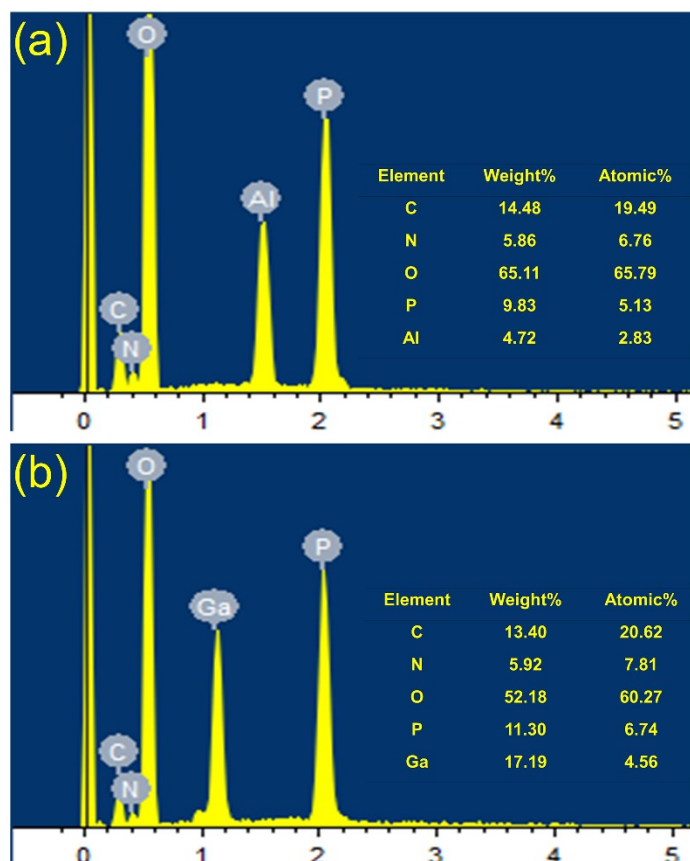 (a)
O
P
Al
C
N
Element Weight% Atomic%
C 14.48 19.49
N 5.86 6.76
O 65.11 65.79
P 9.83 5.13
Al 4.72 2.83
0 1 2 3 4 5
(b)
O
P
Ga
C
N
Element Weight% Atomic%
C 13.40 20.62
N 5.92 7.81
O 52.18 60.27
P 11.30 6.74
Ga 17.19 4.56
0 1 2 3 4 5